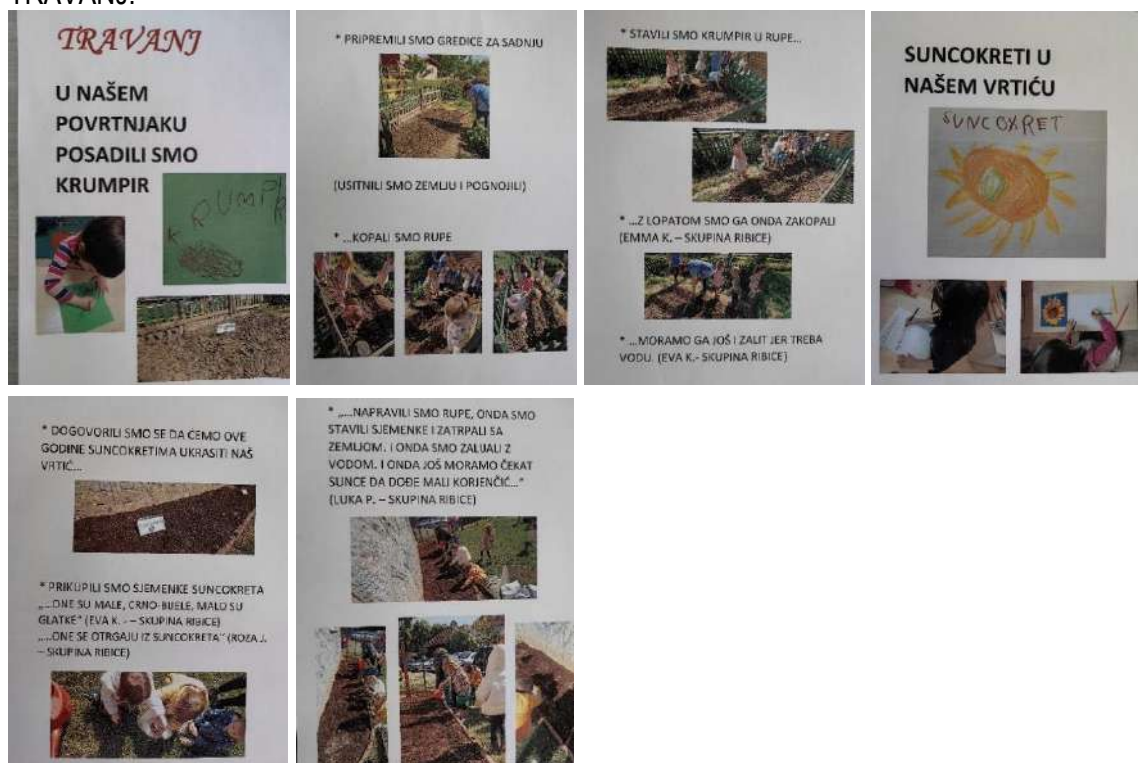 TRAVANJ:
TRAVANJ
U NAŠEM
POVRTNJAKU
POSADILI SMO
KRUMPIR
KRUMPIR
* PRIPREMILI SMO GREDICE ZA SADNJU
(USITNILI SMO ZEMLJU I POGNOJILI)
* ...KOPALI SMO RUPE
* STAVILI SMO KRUMPIR U RUPE...
* ...Z LOPATOM SMO GA ONDA ZAKOPALI
(EMMA K. – SKUPINA RIBICE)
* ...MORAMO GA JOŠ I ZALIT JER TREBA
VODU. (EVA K.- SKUPINA RIBICE)
SUNCOKRETI U
NAŠEM VRTIĆU
SUNCOKRET
* DOGOVORILI SMO SE DA ĆEMO OVE
GODINE SUNCOKRETIMA UKRASITI NAŠ
VRTIĆ...
* PRIKUPILI SMO SJEMENKE SUNCOKRETA
„....ONE SU MALE, CRNO-BIJELE, MALO SU
GLATKE“ (EVA K. - – SKUPINA RIBICE)
„....ONE SE OTRGAJU IZ SUNCOKRETA“ (ROZA J.
– SKUPINA RIBICE)
* „....NAPRAVILI SMO RUPE, ONDA SMO
STAVILI SJEMENKE I ZATRPALI SA
ZEMLJOM. I ONDA SMO ZALIJALI Z
VODOM. I ONDA JOŠ MORAMO ČEKAT
SUNCE DA DOĐE MALI KORJENČIĆ...“
(LUKA P. – SKUPINA RIBICE)